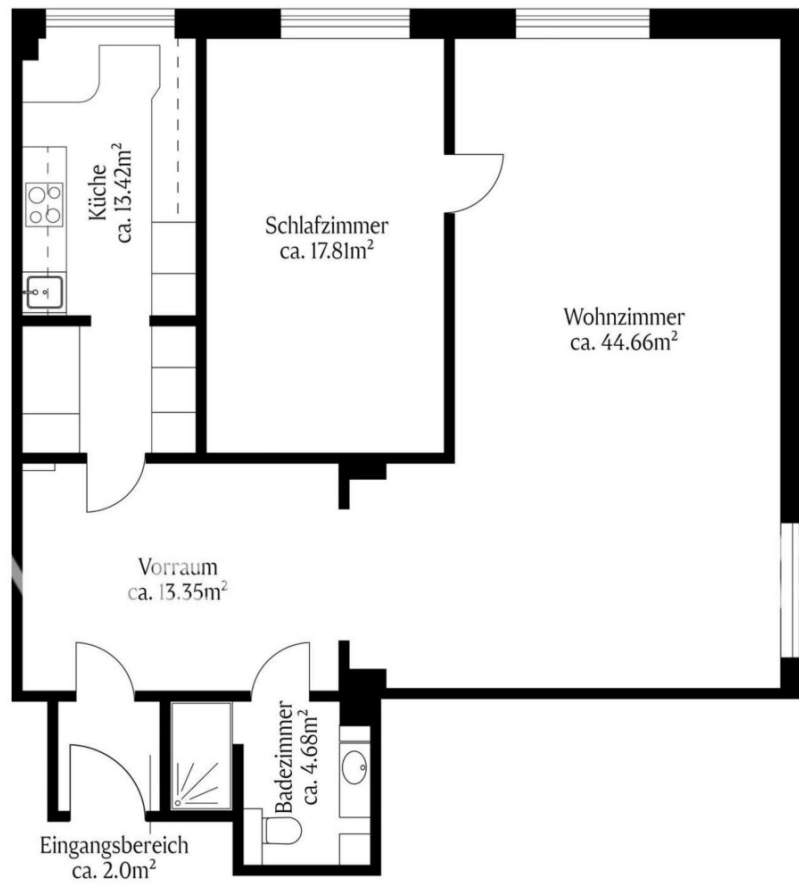 Küche
ca. 13.42m²
Schlafzimmer
ca. 17.81m²
Wohnzimmer
ca. 44.66m²
Vorraum
ca. 13.35m²
Badezimmer
ca. 4.68m²
Eingangsbereich
ca. 2.0m²